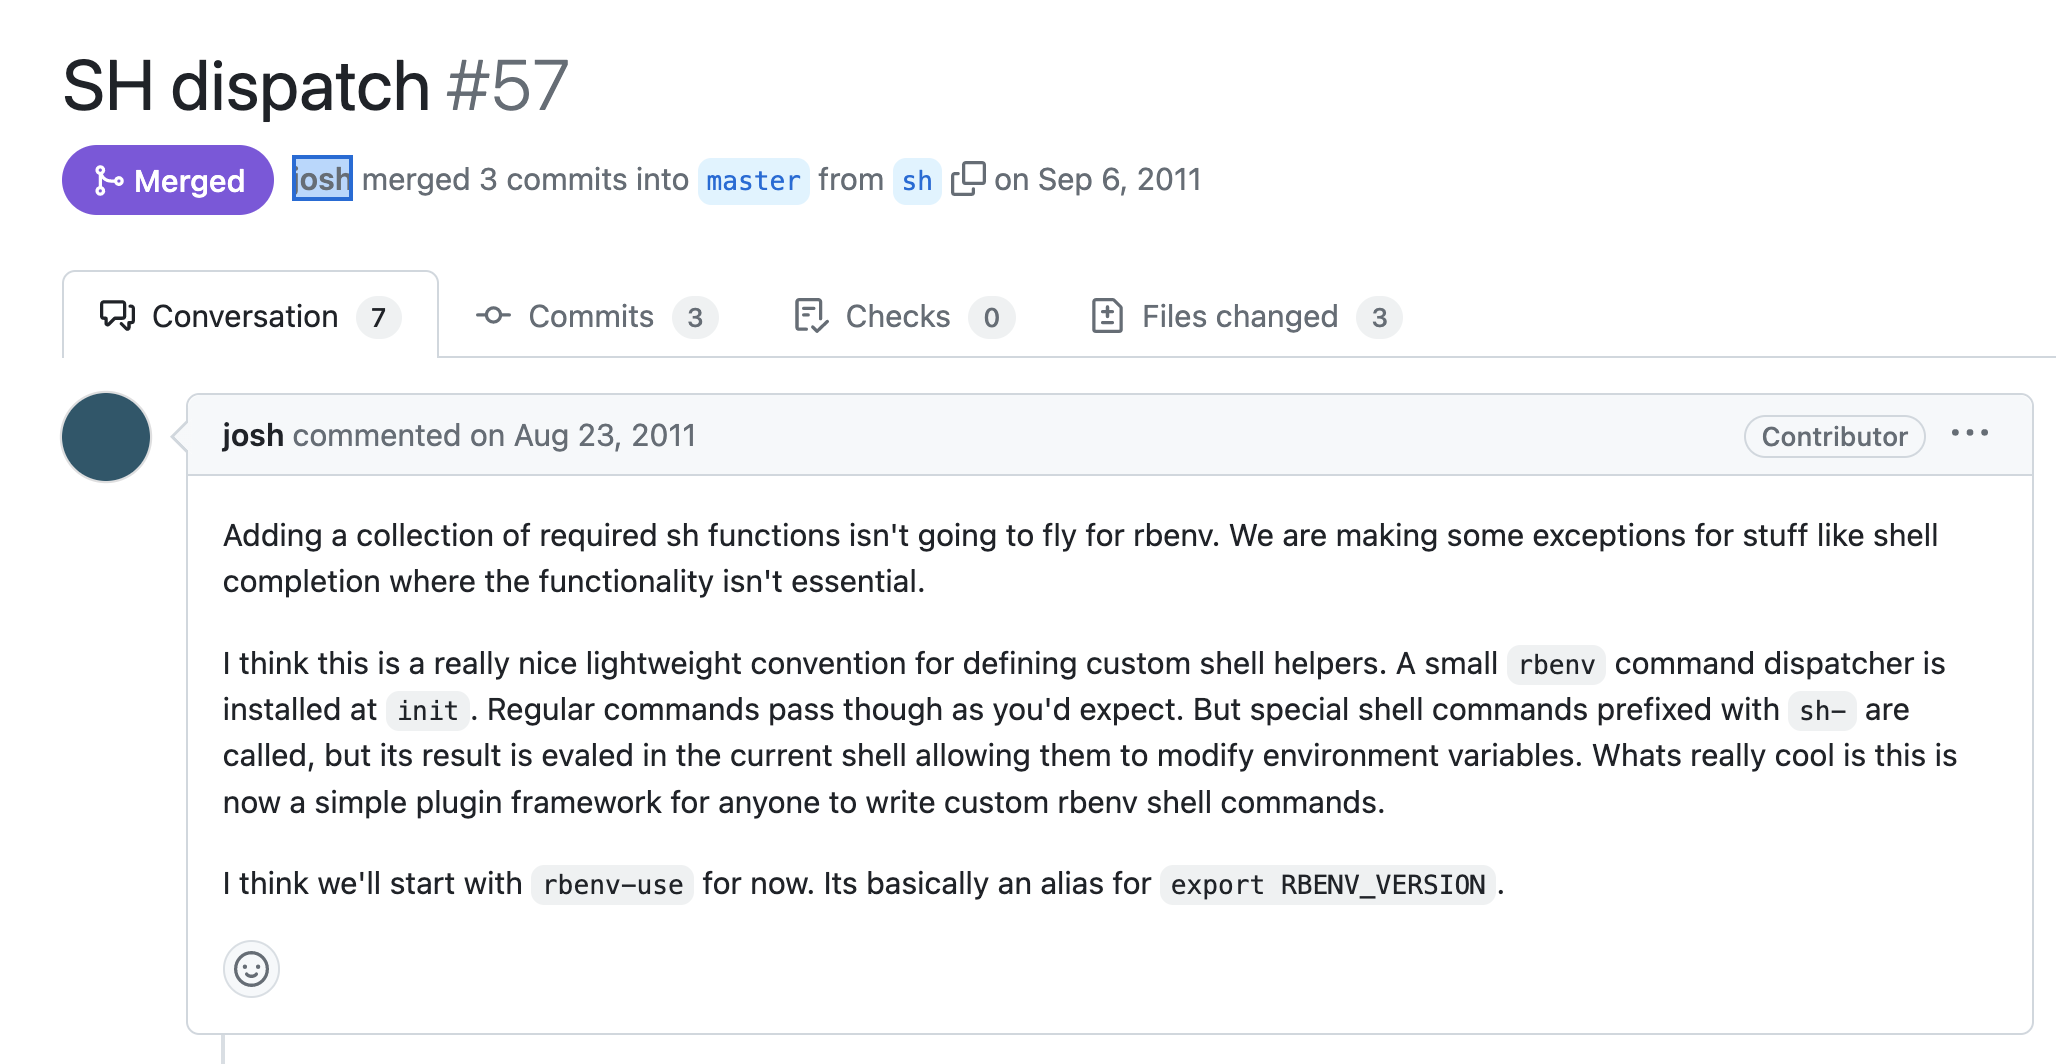 SH dispatch #57
Merged josh merged 3 commits into master from sh on Sep 6, 2011
Conversation 7 Commits 3 Checks 0 Files changed 3
josh commented on Aug 23, 2011 Contributor ...
Adding a collection of required sh functions isn't going to fly for rbenv. We are making some exceptions for stuff like shell
completion where the functionality isn't essential.
I think this is a really nice lightweight convention for defining custom shell helpers. A small rbenv command dispatcher is
installed at init. Regular commands pass though as you'd expect. But special shell commands prefixed with sh- are
called, but its result is evaled in the current shell allowing them to modify environment variables. Whats really cool is this is
now a simple plugin framework for anyone to write custom rbenv shell commands.
I think we'll start with rbenv-use for now. Its basically an alias for export RBENV_VERSION.